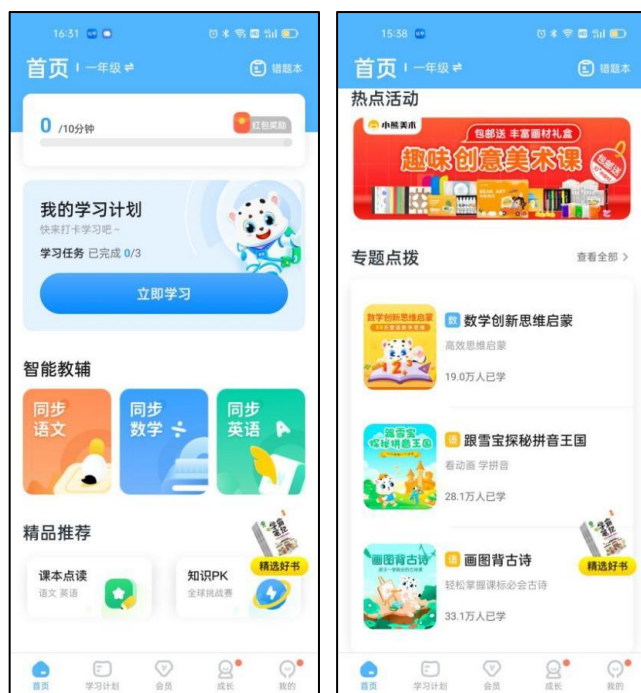 16:31
首页 一年级
错题本
0 /10分钟
红包奖励
我的学习计划
快来打卡学习吧~
学习任务 已完成 0/3
立即学习
智能教辅
同步
语文
同步
数学
同步
英语
精品推荐
课本点读
语文 英语
知识PK
全球挑战赛
精选好书
首页
学习计划
会员
成长
我的
15:38
首页 一年级
错题本
热点活动
小熊美术
包邮送 丰富画材礼盒
趣味创意美术课
包邮送
专题点拨
查看全部 >
数学创新思维启蒙
数 数学创新思维启蒙
高效思维启蒙
19.0万人已学
跟雪宝
探秘拼音王国
语 跟雪宝探秘拼音王国
看动画 学拼音
28.1万人已学
画图背古诗
语 画图背古诗
轻松掌握课标必会古诗
33.1万人已学
精选好书
首页
学习计划
会员
成长
我的